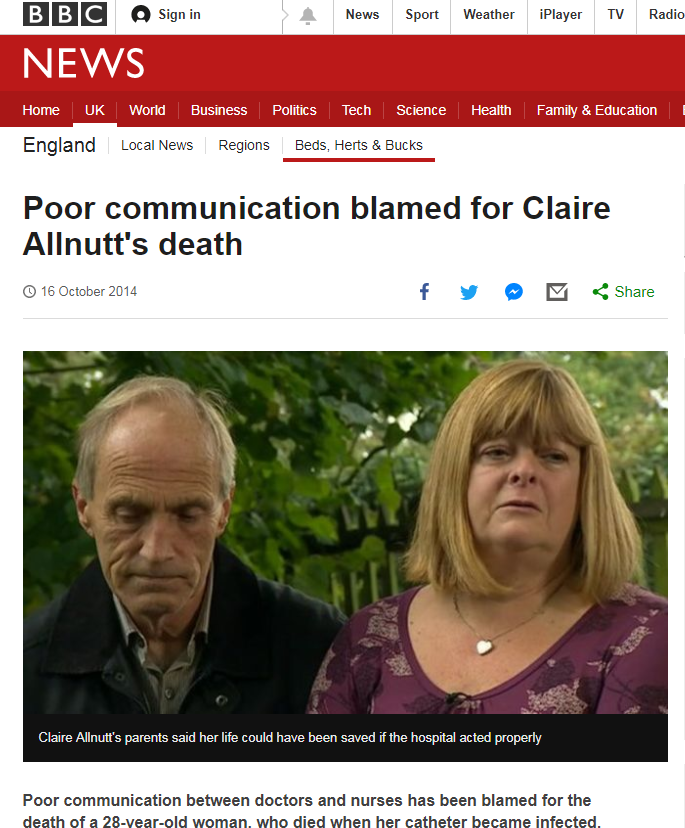 BBC Sign in News Sport Weather iPlayer TV Radio
NEWS
Home UK World Business Politics Tech Science Health Family & Education
England Local News Regions Beds, Herts & Bucks
Poor communication blamed for Claire
Allnutt's death
16 October 2014 Share
Claire Allnutt's parents said her life could have been saved if the hospital acted properly
Poor communication between doctors and nurses has been blamed for the
death of a 28-year-old woman, who died when her catheter became infected.